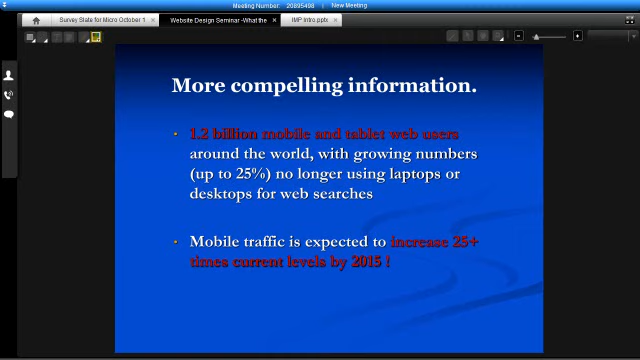 Meeting Number: 20895498 | New Meeting
Survey Slate for Micro October 1
Website Design Seminar -What the
IMP Intro.pptx
More compelling information.
• 1.2 billion mobile and tablet web users
around the world, with growing numbers
(up to 25%) no longer using laptops or
desktops for web searches
• Mobile traffic is expected to increase 25+
times current levels by 2015 !